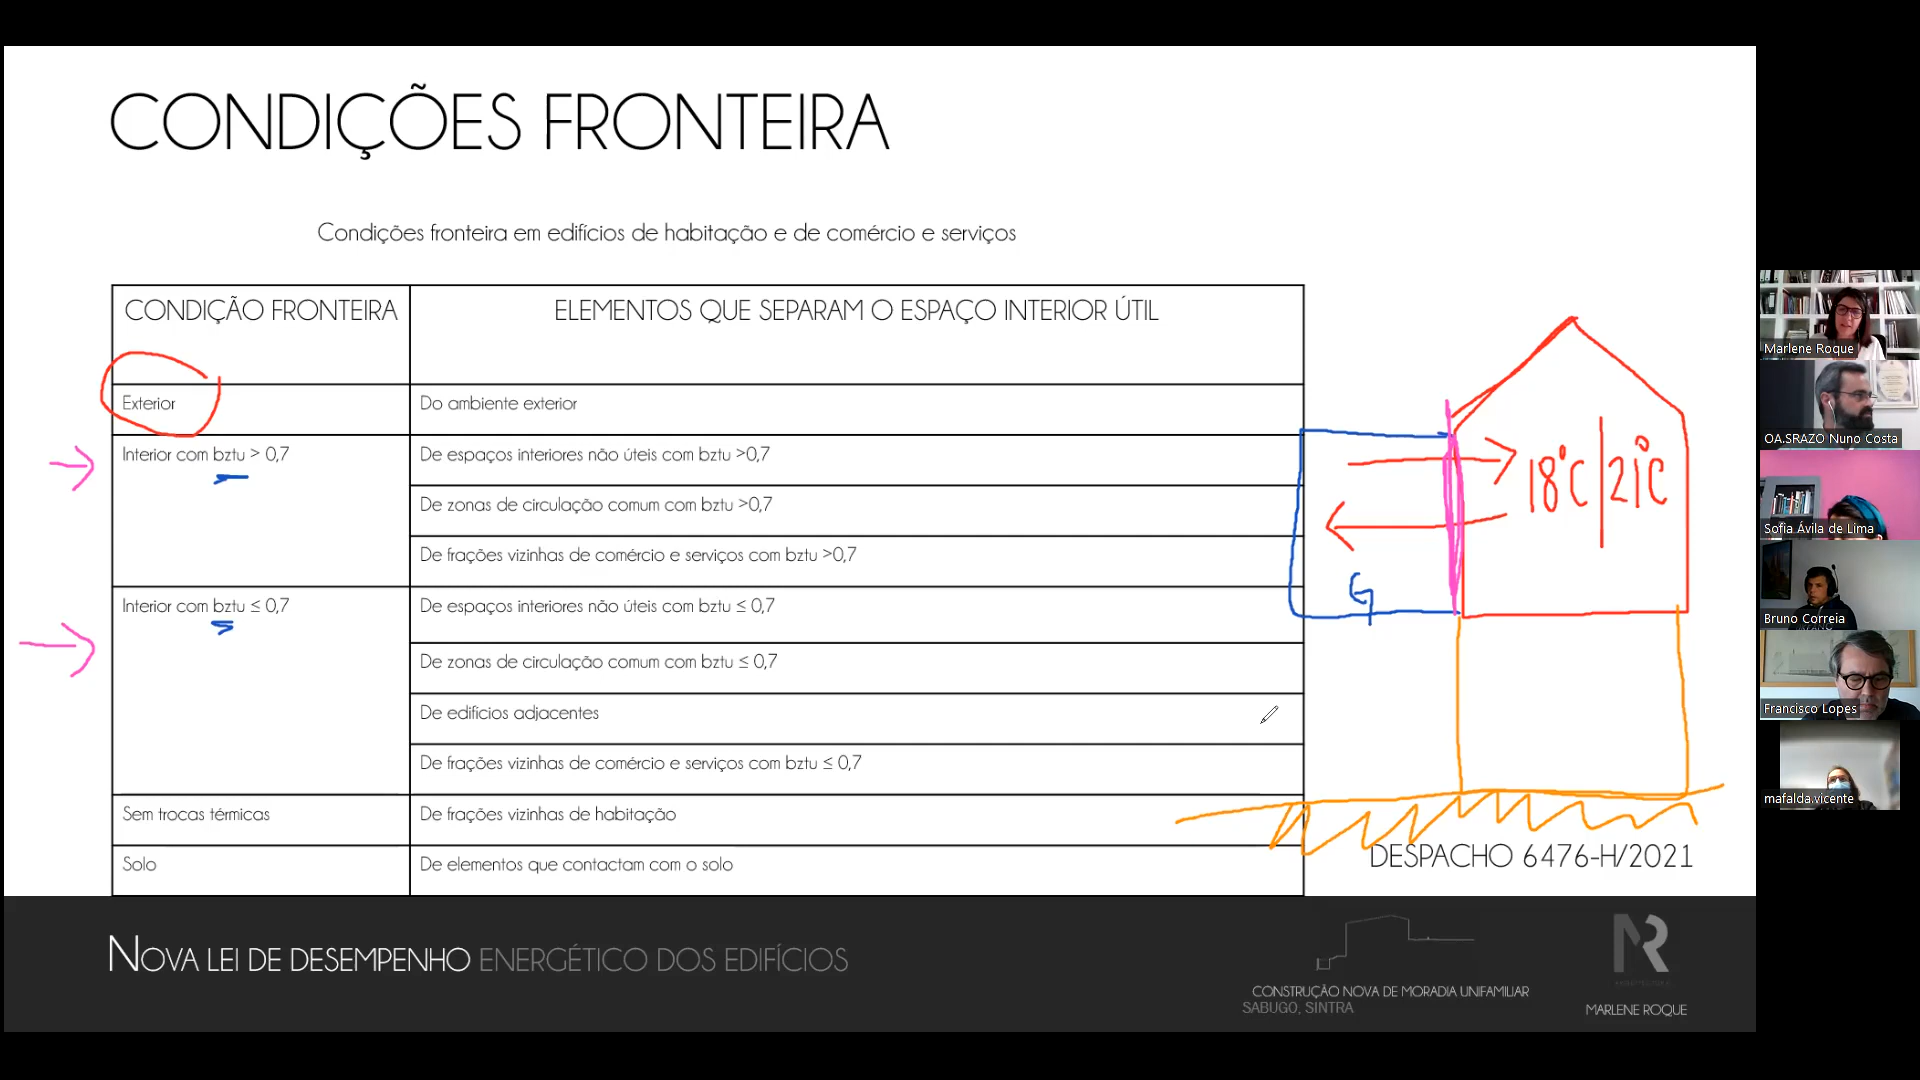 CONDIÇÕES FRONTEIRA
Condições fronteira em edifícios de habitação e de comércio e serviços
CONDIÇÃO FRONTEIRA
ELEMENTOS QUE SEPARAM O ESPAÇO INTERIOR ÚTIL
Exterior
Do ambiente exterior
Interior com bztu > 0,7
De espaços interiores não úteis com bztu >0,7
De zonas de circulação comum com bztu >0,7
De frações vizinhas de comércio e serviços com bztu >0,7
Interior com bztu ≤ 0,7
De espaços interiores não úteis com bztu ≤ 0,7
De zonas de circulação comum com bztu ≤ 0,7
De edifícios adjacentes
De frações vizinhas de comércio e serviços com bztu ≤ 0,7
Sem trocas térmicas
De frações vizinhas de habitação
Solo
De elementos que contactam com o solo
18°C | 21°C
G
DESPACHO 6476-H/2021
NOVA LEI DE DESEMPENHO ENERGÉTICO DOS EDIFÍCIOS
CONSTRUÇÃO NOVA DE MORADIA UNIFAMILIAR
SABUGO, SINTRA
MR
MARLENE ROQUE
Marlene Roque
OA.SRAZO Nuno Costa
Sofia Ávila de Lima
Bruno Correia
Francisco Lopes
mafalda.vicente